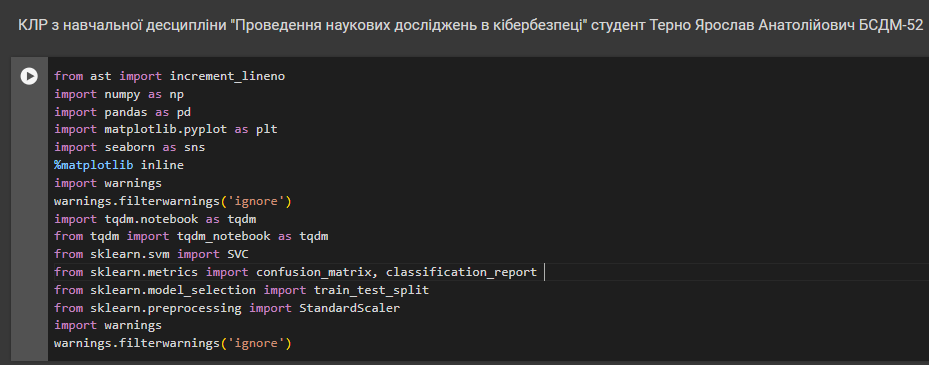 КЛР з навчальної десципліни "Проведення наукових досліджень в кібербезпеці" студент Терно Ярослав Анатолійович БСДМ-52
from ast import increment_lineno
import numpy as np
import pandas as pd
import matplotlib.pyplot as plt
import seaborn as sns
%matplotlib inline
import warnings
warnings.filterwarnings('ignore')
import tqdm.notebook as tqdm
from tqdm import tqdm_notebook as tqdm
from sklearn.svm import SVC
from sklearn.metrics import confusion_matrix, classification_report
from sklearn.model_selection import train_test_split
from sklearn.preprocessing import StandardScaler
import warnings
warnings.filterwarnings('ignore')